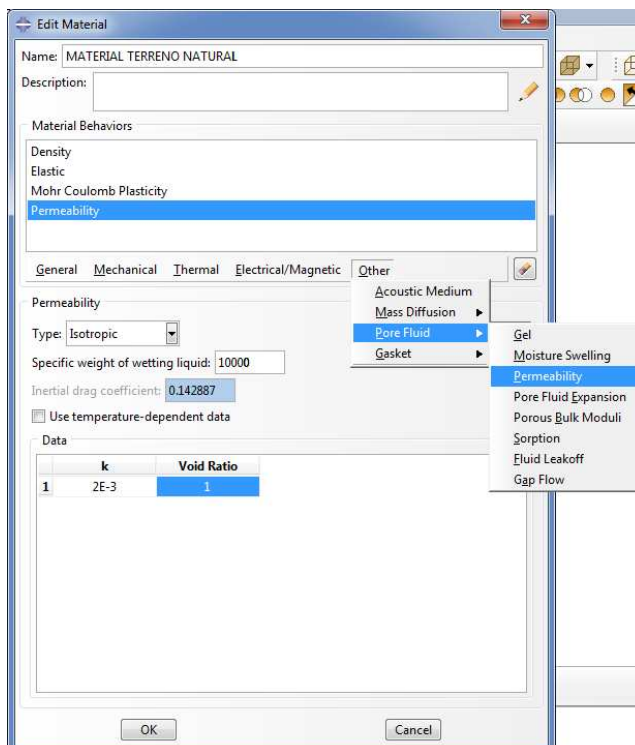 Edit Material
Name: MATERIAL TERRENO NATURAL
Description:
Material Behaviors
Density
Elastic
Mohr Coulomb Plasticity
Permeability
General Mechanical Thermal Electrical/Magnetic Other
Acoustic Medium
Mass Diffusion
Pore Fluid
Gasket
Gel
Moisture Swelling
Permeability
Pore Fluid Expansion
Porous Bulk Moduli
Sorption
Fluid Leakoff
Gap Flow
Permeability
Type: Isotropic
Specific weight of wetting liquid: 10000
Inertial drag coefficient: 0.142887
Use temperature-dependent data
Data
k Void Ratio
1 2E-3 1
OK Cancel